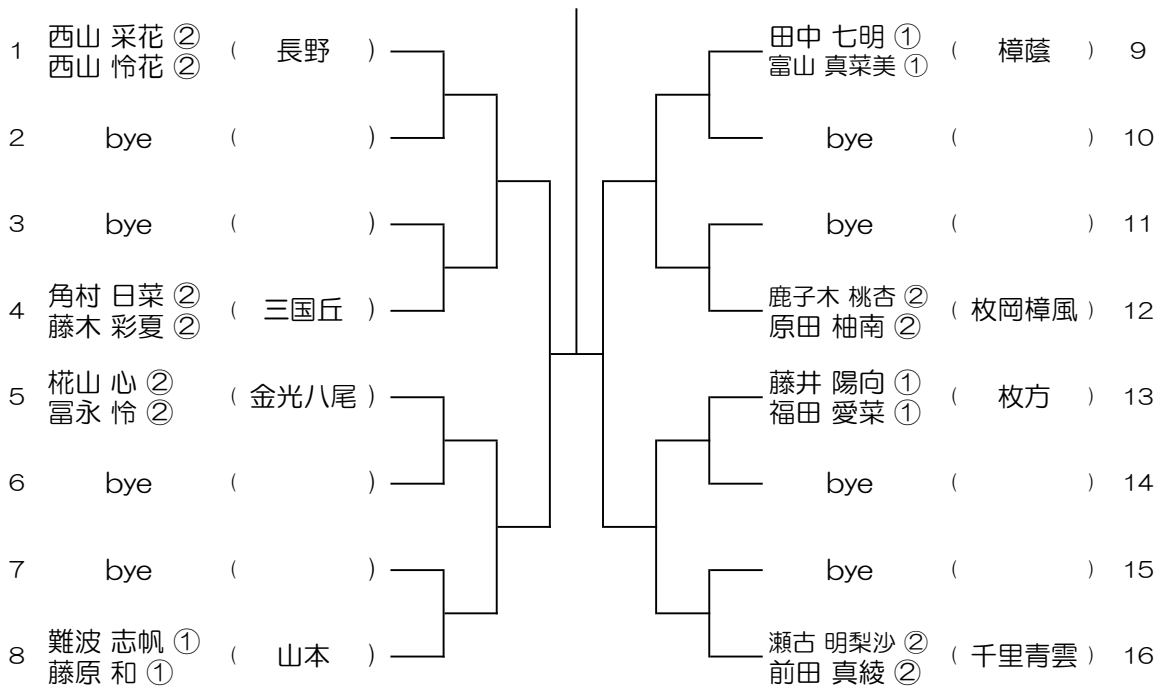 1 西山 采花 ② 西山 怜花 ② ( 長野 )
2 bye ( )
3 bye ( )
4 角村 日菜 ② 藤木 彩夏 ② ( 三国丘 )
5 椛山 心 ② 冨永 怜 ② ( 金光八尾 )
6 bye ( )
7 bye ( )
8 難波 志帆 ① 藤原 和 ① ( 山本 )
田中 七明 ① 富山 真菜美 ① ( 樟蔭 ) 9
bye ( ) 10
bye ( ) 11
鹿子木 桃杏 ② 原田 柚南 ② ( 枚岡樟風 ) 12
藤井 陽向 ① 福田 愛菜 ① ( 枚方 ) 13
bye ( ) 14
bye ( ) 15
瀬古 明梨沙 ② 前田 真綾 ② ( 千里青雲 ) 16